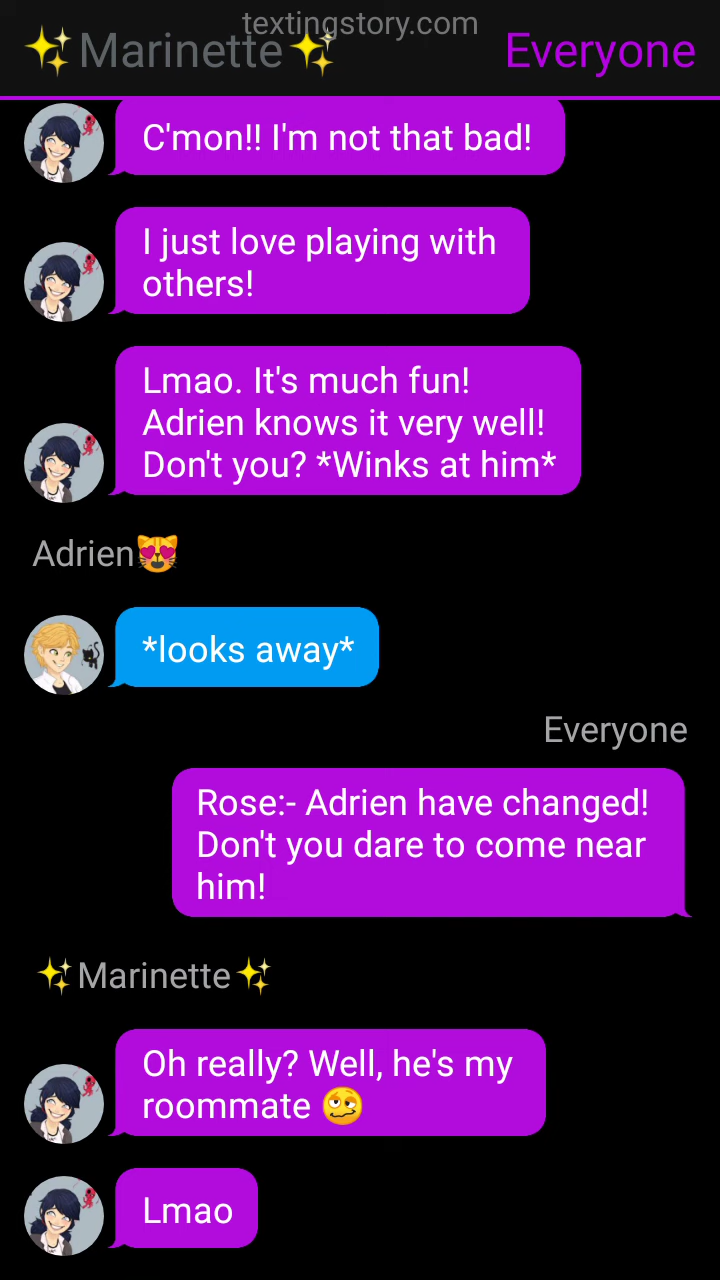 textingstory.com
✨Marinette✨ Everyone
C'mon!! I'm not that bad!
I just love playing with
others!
Lmao. It's much fun!
Adrien knows it very well!
Don't you? *Winks at him*
Adrien😻
*looks away*
Everyone
Rose:- Adrien have changed!
Don't you dare to come near
him!
✨Marinette✨
Oh really? Well, he's my
roommate 🥴
Lmao